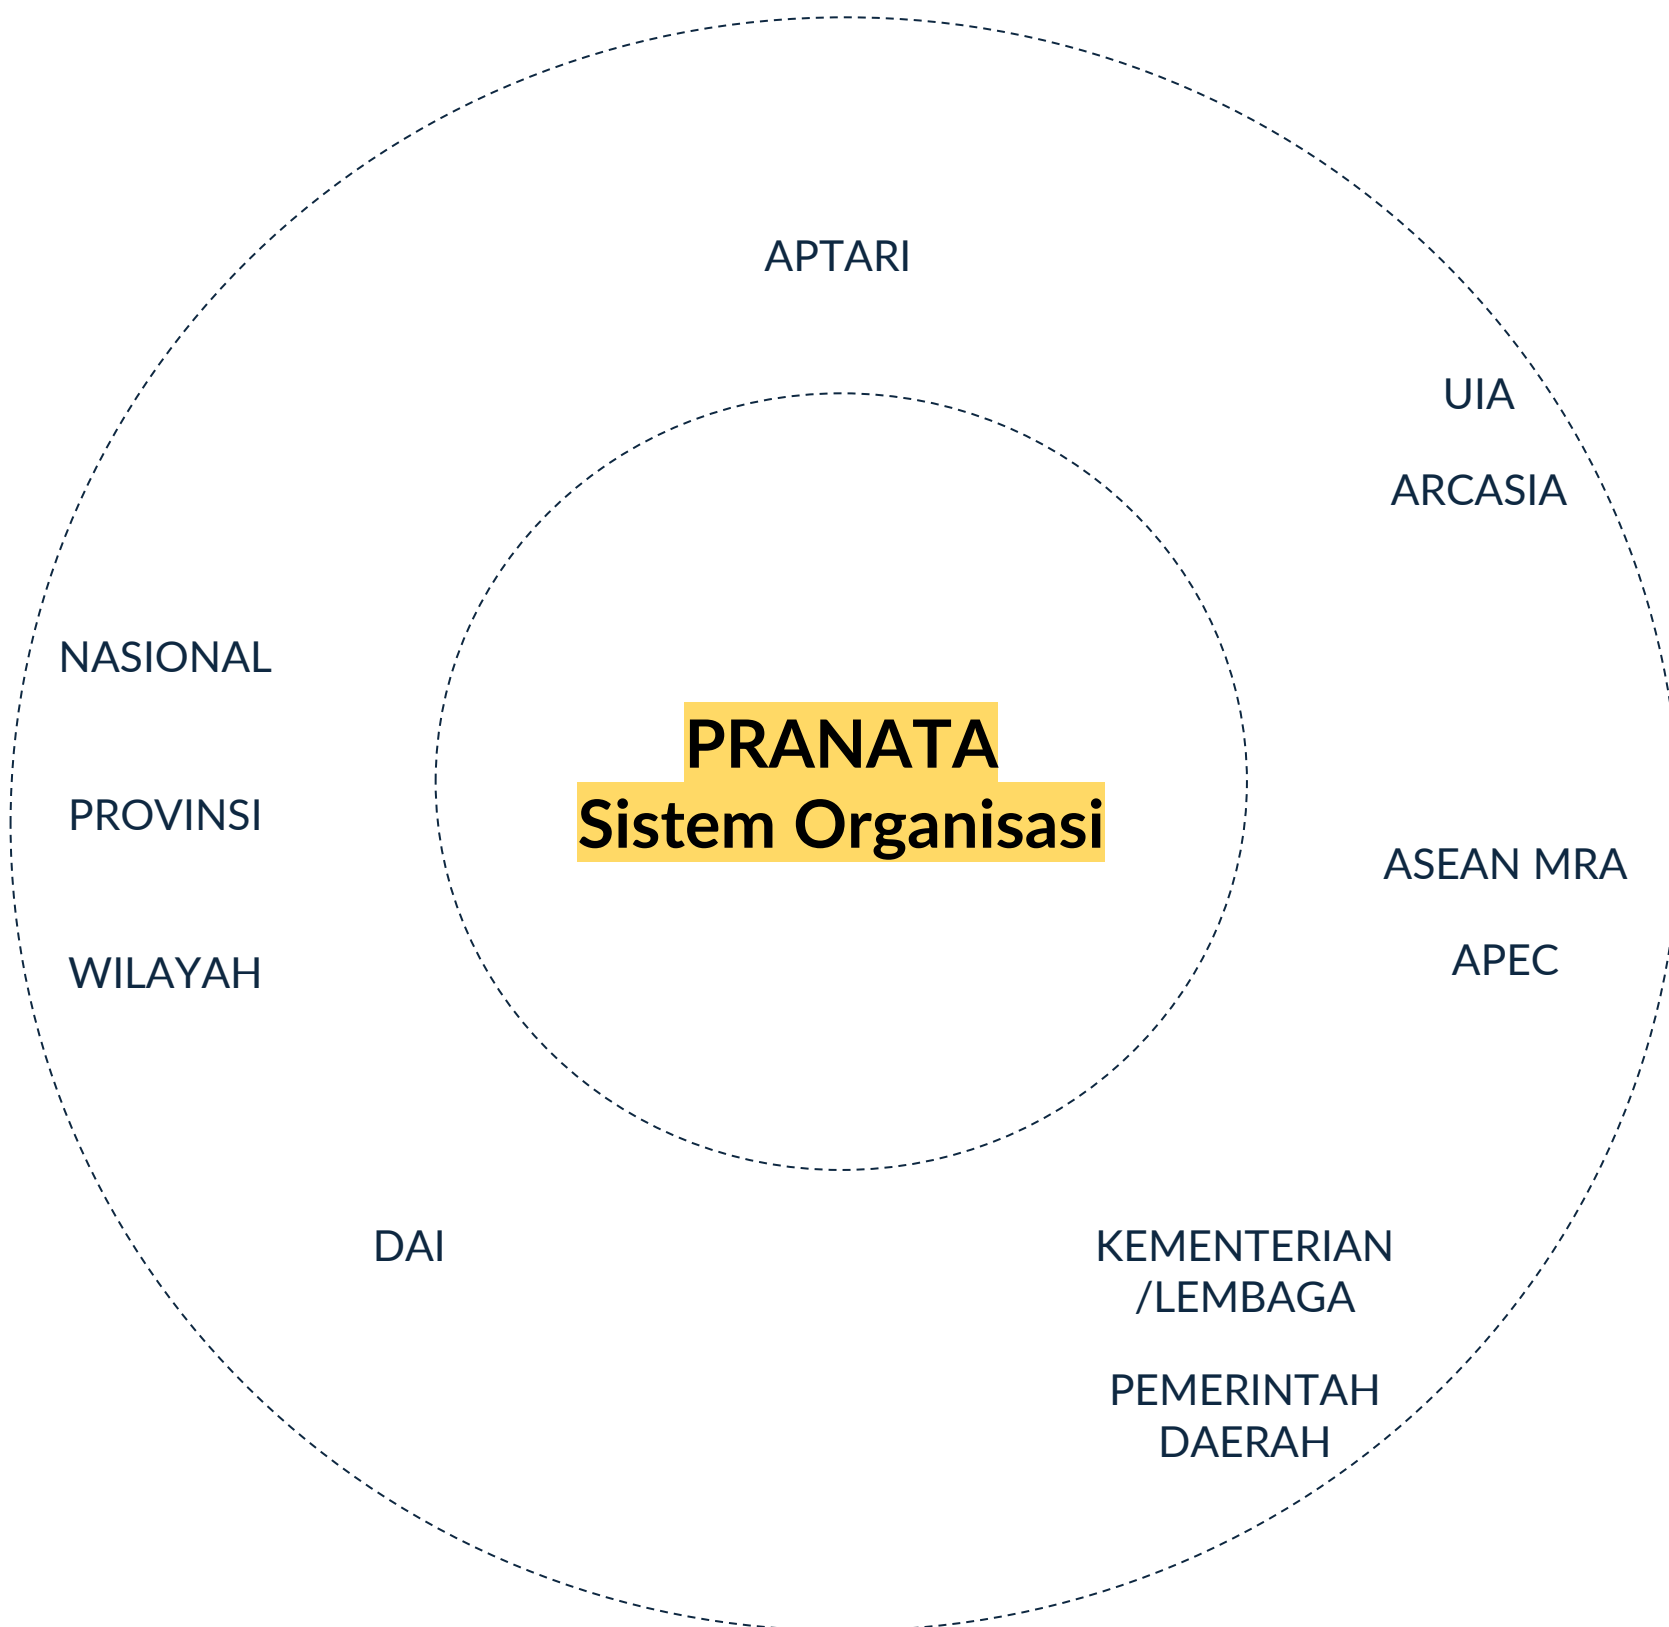 APTARI
UIA
ARCASIA
NASIONAL
PROVINSI
WILAYAH
PRANATA
Sistem Organisasi
ASEAN MRA
APEC
DAI
KEMENTERIAN
/LEMBAGA
PEMERINTAH
DAERAH